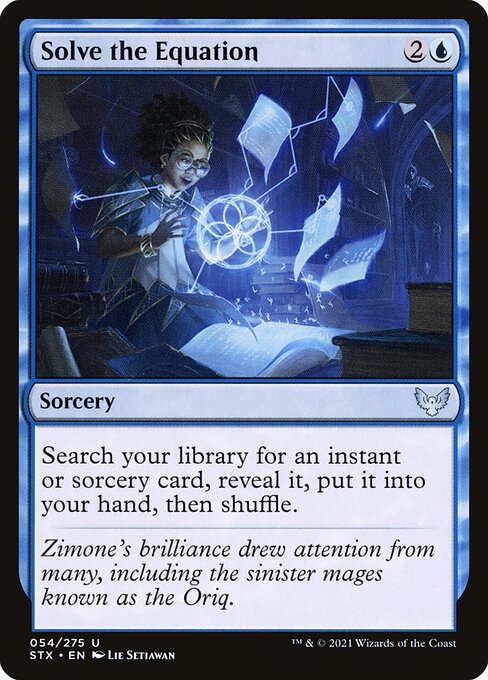 Solve the Equation 2
Sorcery
Search your library for an instant
or sorcery card, reveal it, put it into
your hand, then shuffle.
Zimone's brilliance drew attention from
many, including the sinister mages
known as the Oriq.
054/275 U
STX • EN Lie Setiawan
™ & © 2021 Wizards of the Coast